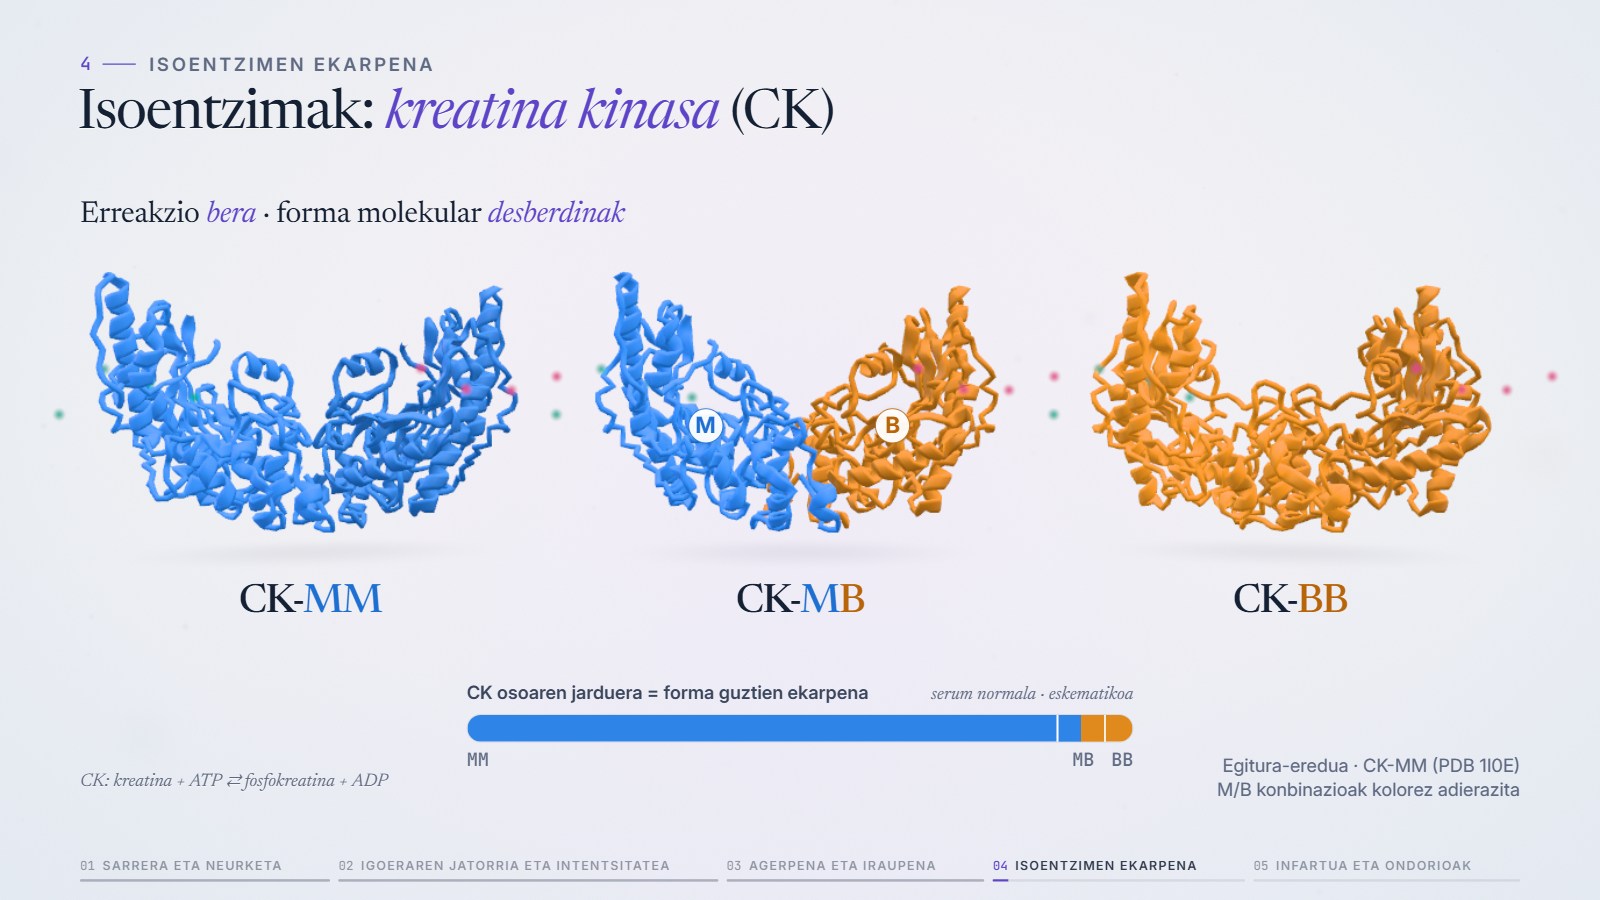 4 — ISOENTZIMEN EKARPENA
Isoentzimak: kreatina kinasa (CK)
Erreakzio bera · forma molekular desberdinak
M
B
CK-MM
CK-MB
CK-BB
CK osoaren jarduera = forma guztien ekarpena
serum normala · eskematikoa
MM
MB
BB
CK: kreatina + ATP ⇄ fosfokreatina + ADP
Egitura-eredua · CK-MM (PDB 1I0E)
M/B konbinazioak kolorez adierazita
01 SARRERA ETA NEURKETA
02 IGOERAREN JATORRIA ETA INTENTSITATEA
03 AGERPENA ETA IRAUPENA
04 ISOENTZIMEN EKARPENA
05 INFARTUA ETA ONDORIOAK